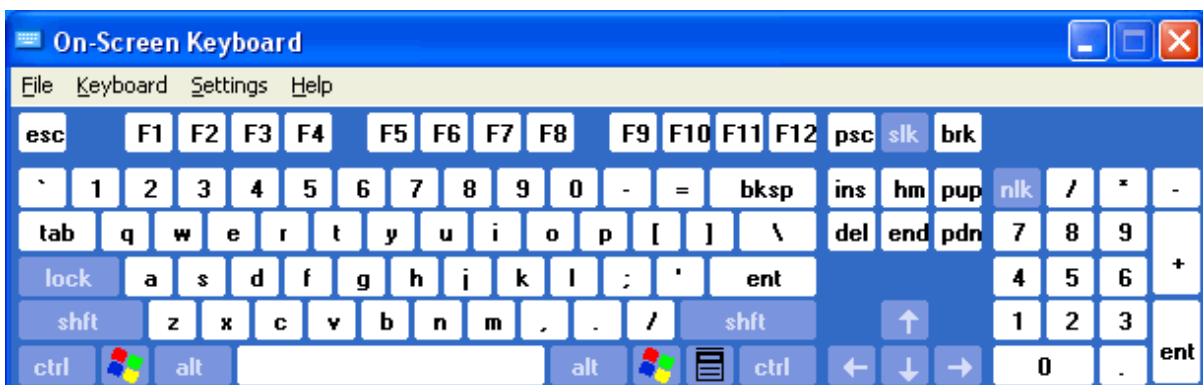 On-Screen Keyboard
File Keyboard Settings Help
esc F1 F2 F3 F4 F5 F6 F7 F8 F9 F10 F11 F12 psc slk brk
` 1 2 3 4 5 6 7 8 9 0 - = bksp ins hm pup nlk / * -
tab q w e r t y u i o p [ ] \ del end pdn 7 8 9
lock a s d f g h j k l ; ' ent 4 5 6 +
shft z x c v b n m , . / shft ↑ 1 2 3
ctrl alt alt ctrl ← ↓ → 0 . ent